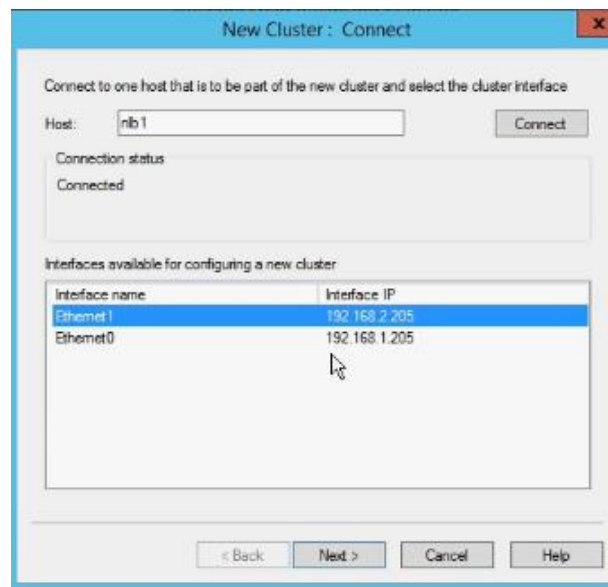 New Cluster : Connect
x
Connect to one host that is to be part of the new cluster and select the cluster interface
Host: nlb1 Connect
Connection status
Connected
Interfaces available for configuring a new cluster
Interface name Interface IP
Ethernet1 192.168.2.205
Ethernet0 192.168.1.205
< Back Next > Cancel Help